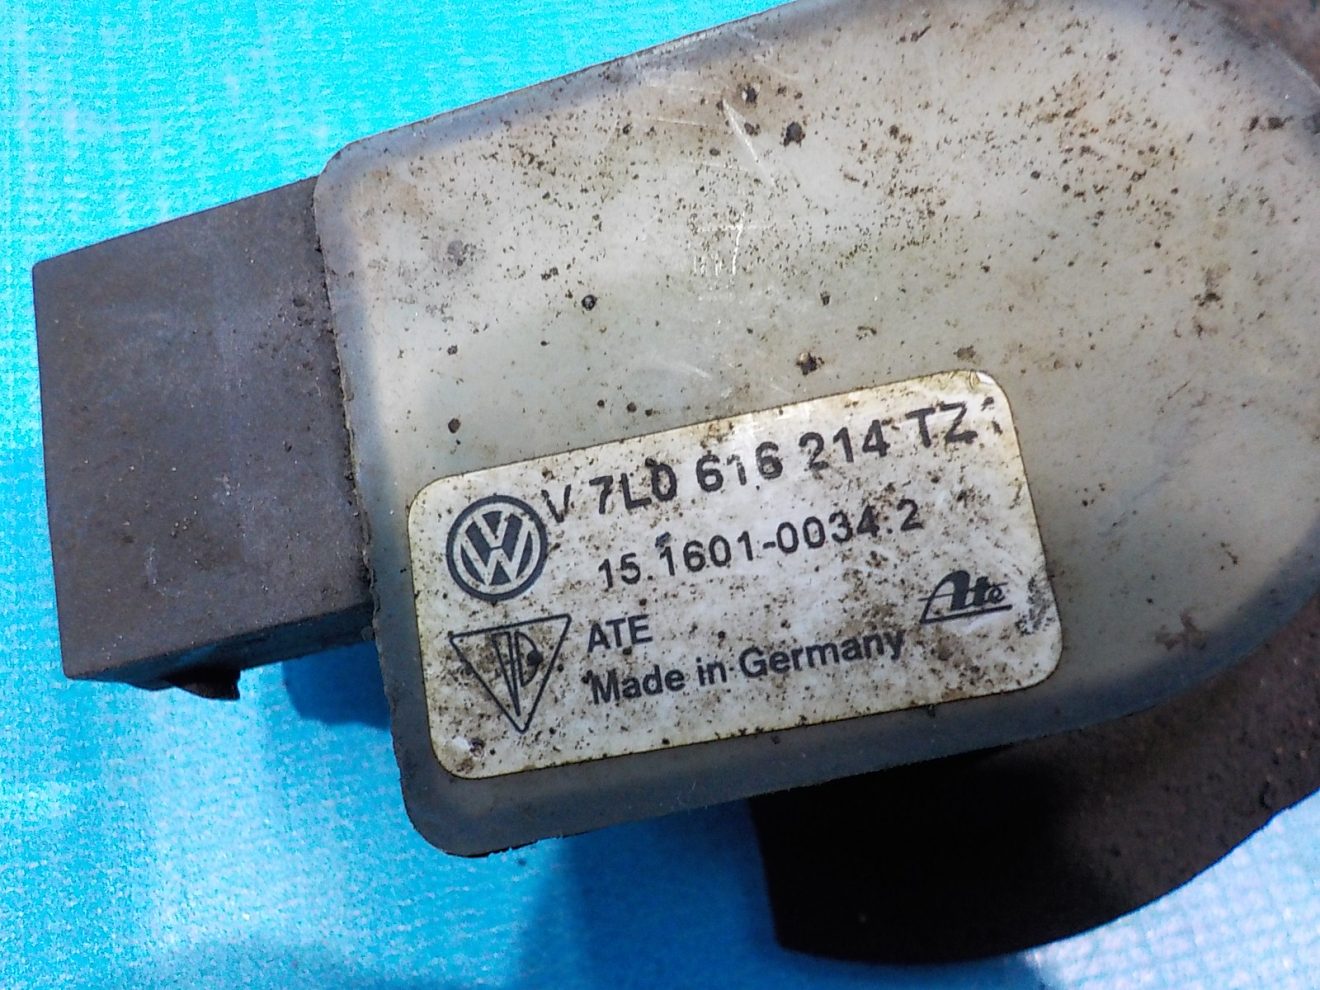 V 7L0 616 214 TZ
15.1601-0034.2
ATE
Made in Germany
Ate